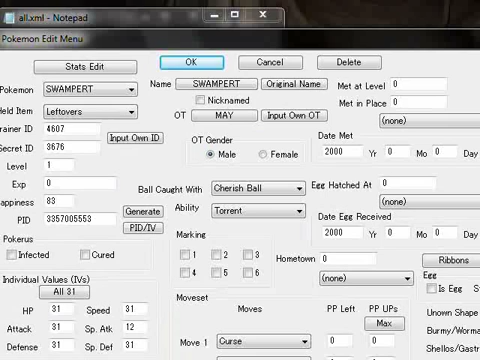 all.xml - Notepad
Pokemon Edit Menu
Stats Edit
OK
Cancel
Delete
Pokemon SWAMPERT
Name SWAMPERT Original Name
Met at Level 0
Held Item Leftovers
Nicknamed
Met in Place 0
Trainer ID 4607
OT MAY Input Own OT
(none)
Input Own ID
Secret ID 3676
OT Gender
Male Female
Date Met
2000 Yr 0 Mo 0 Day
Level 1
Exp 0
Ball Caught With Cherish Ball
Egg Hatched At 0
(none)
Happiness 83
Ability Torrent
PID 3357005553
Generate
PID/IV
Date Egg Received
2000 Yr 0 Mo 0 Day
Pokerus
Infected Cured
Marking
1 2 3
4 5 6
Hometown 0
(none)
Ribbons
Egg
Is Egg
Individual Values (IVs)
All 31
HP 31 Speed 31
Attack 31 Sp. Atk 12
Defense 31 Sp. Def 31
Moveset
Moves PP Left PP UPs
Max
Move 1 Curse 0 0
Unown Shape
Burmy/Worma
Shellos/Gast